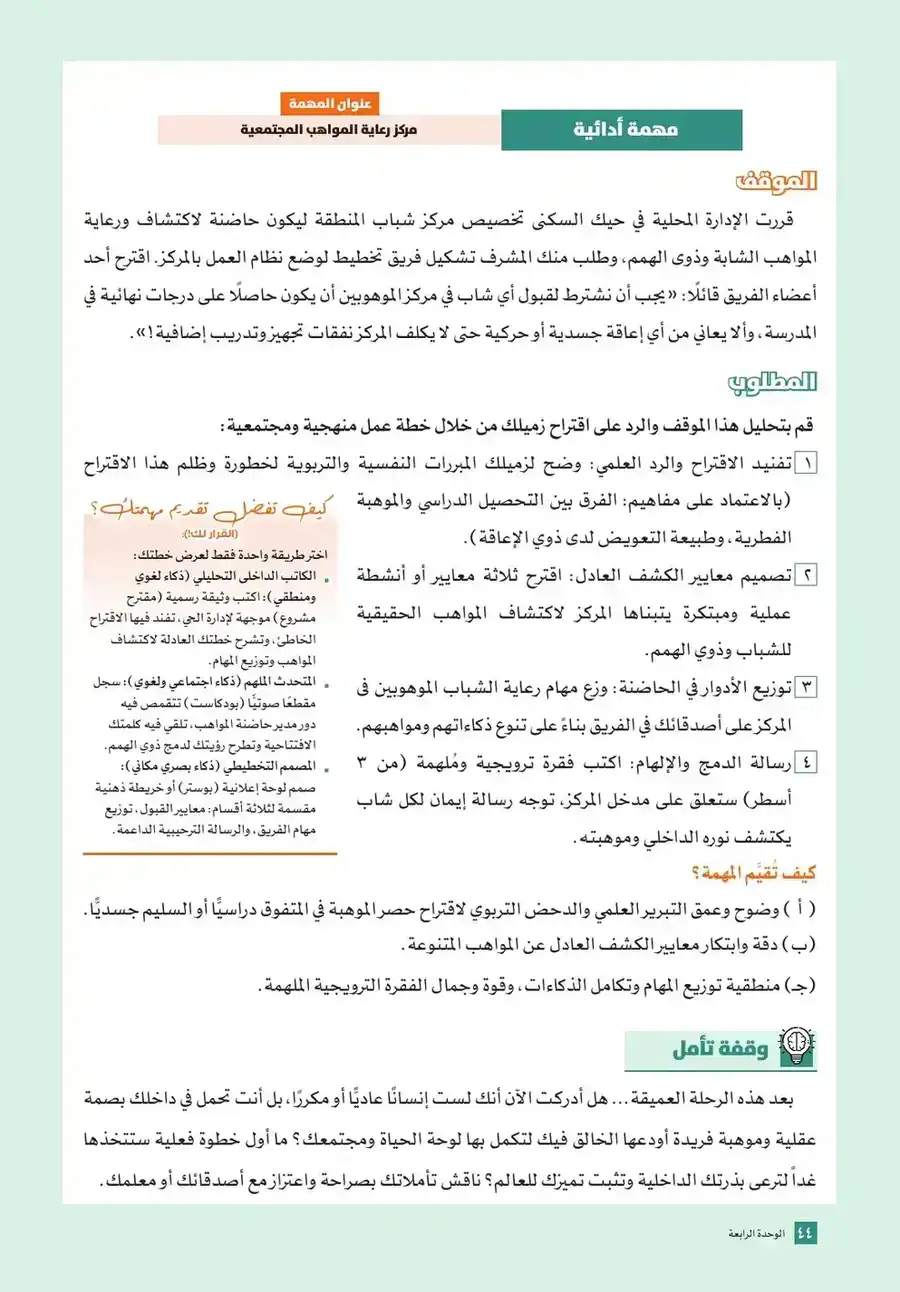 عنوان المهمة
مهمة أدائية
مركز رعاية المواهب المجتمعية
الموقف
قررت الإدارة المحلية في حيك السكنى تخصيص مركز شباب المنطقة ليكون حاضنة لاكتشاف ورعاية
المواهب الشابة وذوى الهمم، وطلب منك المشرف تشكيل فريق تخطيط لوضع نظام العمل بالمركز. اقترح أحد
أعضاء الفريق قائلًا: «يجب أن نشترط لقبول أي شاب في مركز الموهوبين أن يكون حاصلًا على درجات نهائية في
المدرسة، وألا يعاني من أي إعاقة جسدية أو حركية حتى لا يكلف المركز نفقات تجهيز وتدريب إضافية!».
المطلوب
قم بتحليل هذا الموقف والرد على اقتراح زميلك من خلال خطة عمل منهجية ومجتمعية:
١ تفنيد الاقتراح والرد العلمي: وضح لزميلك المبررات النفسية والتربوية لخطورة وظلم هذا الاقتراح
(بالاعتماد على مفاهيم: الفرق بين التحصيل الدراسي والموهبة
الفطرية، وطبيعة التعويض لدى ذوي الإعاقة).
٢ تصميم معايير الكشف العادل: اقترح ثلاثة معايير أو أنشطة
عملية ومبتكرة يتبناها المركز لاكتشاف المواهب الحقيقية
للشباب وذوي الهمم.
٣ توزيع الأدوار في الحاضنة: وزع مهام رعاية الشباب الموهوبين فى
المركز على أصدقائك في الفريق بناءً على تنوع ذكاءاتهم ومواهبهم.
٤ رسالة الدمج والإلهام: اكتب فقرة ترويجية ومُلهمة (من ٣
أسطر) ستعلق على مدخل المركز، توجه رسالة إيمان لكل شاب
يكتشف نوره الداخلي وموهبته.
كيف تفضل تقديم مهمتك؟
(القرار لك!):
اختر طريقة واحدة فقط لعرض خطتك:
الكاتب الداخلى التحليلي (ذكاء لغوي
ومنطقي): اكتب وثيقة رسمية (مقترح
مشروع) موجهة لإدارة الحي، تفند فيها الاقتراح
الخاطئ، وتشرح خطتك العادلة لاكتشاف
المواهب وتوزيع المهام.
المتحدث الملهم (ذكاء اجتماعي ولغوي): سجل
مقطعًا صوتيًّا (بودكاست) تتقمص فيه
دور مدير حاضنة المواهب، تلقي فيه كلمتك
الافتتاحية وتطرح رؤيتك لدمج ذوي الهمم.
المصمم التخطيطي (ذكاء بصري مكاني):
صمم لوحة إعلانية (بوستر) أو خريطة ذهنية
مقسمة لثلاثة أقسام: معايير القبول، توزيع
مهام الفريق، والرسالة الترحيبية الداعمة.
كيف تُقيَّم المهمة؟
( أ ) وضوح وعمق التبرير العلمي والدحض التربوي لاقتراح حصر الموهبة في المتفوق دراسيًّا أو السليم جسديًّا.
(ب) دقة وابتكار معايير الكشف العادل عن المواهب المتنوعة.
(جـ) منطقية توزيع المهام وتكامل الذكاءات، وقوة وجمال الفقرة الترويجية الملهمة.
وقفة تأمل
بعد هذه الرحلة العميقة... هل أدركت الآن أنك لست إنسانًا عاديًّا أو مكررًا، بل أنت تحمل في داخلك بصمة
عقلية وموهبة فريدة أودعها الخالق فيك لتكمل بها لوحة الحياة ومجتمعك؟ ما أول خطوة فعلية ستتخذها
غداً لترعى بذرتك الداخلية وتثبت تميزك للعالم؟ ناقش تأملاتك بصراحة واعتزاز مع أصدقائك أو معلمك.
٤٤ الوحدة الرابعة